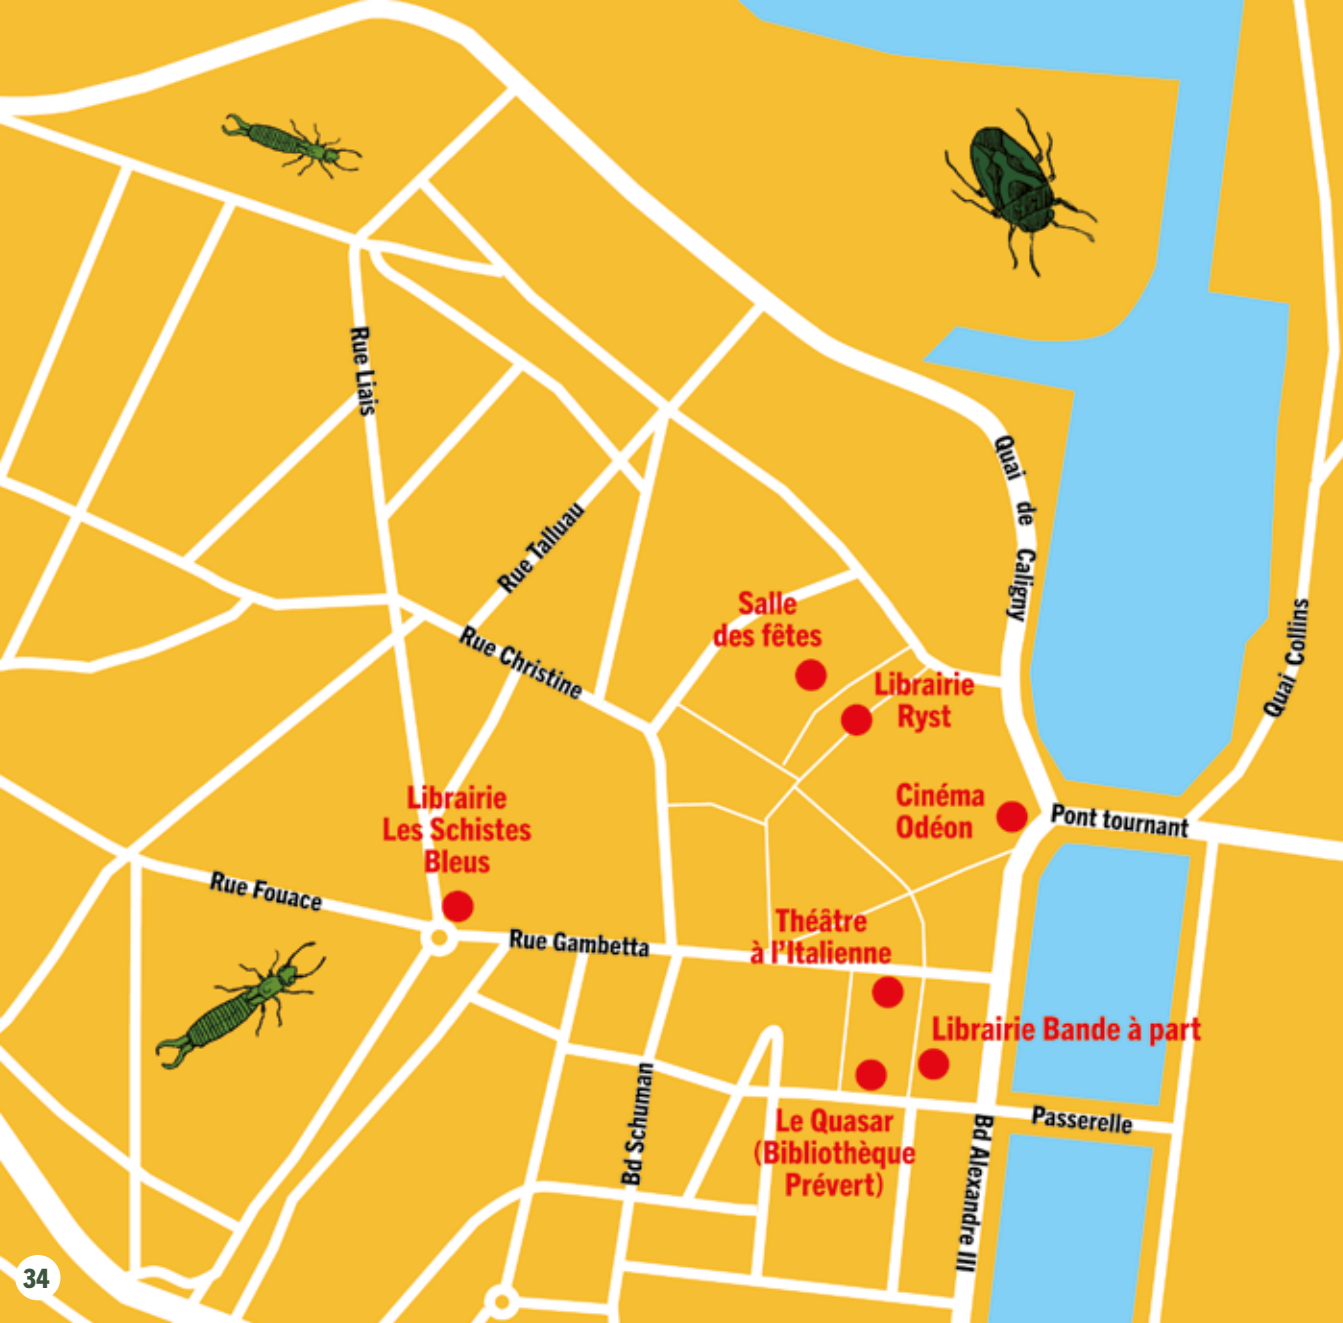 Rue Liais
Quai de Caligny
Rue Talluau
Salle
des fêtes
Quai Collins
Rue Christine
Librairie
Ryst
Librairie
Les Schistes
Bleus
Cinéma
Odéon
Pont tournant
Rue Fouace
Théâtre
à l'Italienne
Rue Gambetta
Librairie Bande à part
Bd Schuman
Le Quasar
(Bibliothèque
Prévert)
Passerelle
Bd Alexandre III
34